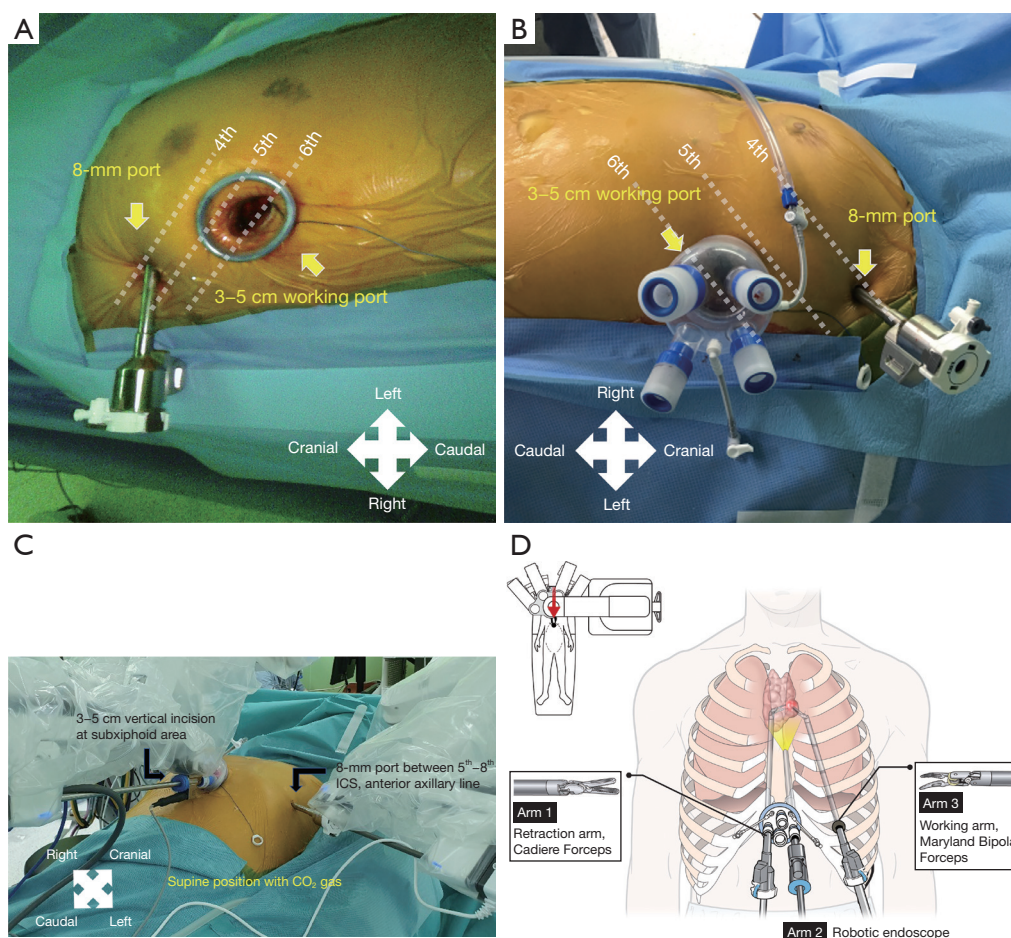 A
8-mm port
4th
5th
6th
3–5 cm working port
Left
Cranial
Caudal
Right
B
6th
5th
4th
3–5 cm working port
8-mm port
Right
Caudal
Cranial
Left
C
3–5 cm vertical incision
at subxiphoid area
8-mm port between 5th–8th
ICS, anterior axillary line
Right
Cranial
Caudal
Left
Supine position with CO₂ gas
D
Arm 1
Retraction arm,
Cadiere Forceps
Arm 3
Working arm,
Maryland Bipola
Forceps
Arm 2 Robotic endoscope